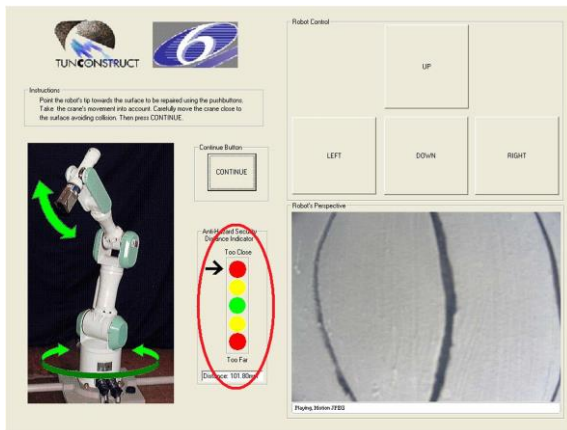 TUNCONSTRUCT
6
Instructions
Point the robot's tip towards the surface to be repaired using the pushbuttons.
Take the crane's movement into account. Carefully move the crane close to
the surface avoiding collision. Then press CONTINUE.
Continue Button
CONTINUE
Anti-Hazard Security
Distance Indicator
Too Close
Too Far
Distance: 101.80mm
Robot Control
UP
LEFT
DOWN
RIGHT
Robot's Perspective
Playing, Motion JPEG